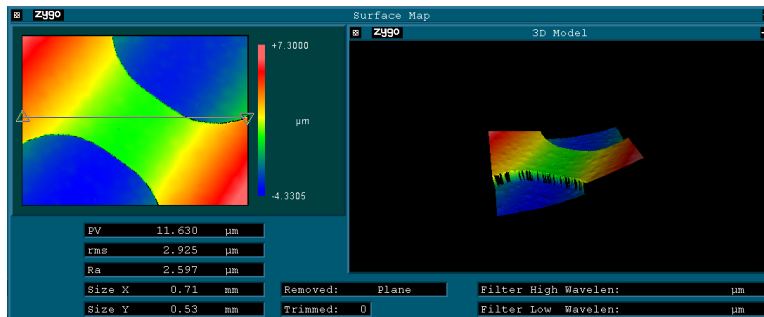 zygo Surface Map
zygo 3D Model
+7.3000
µm
-4.3305
PV 11.630 µm
rms 2.925 µm
Ra 2.597 µm
Size X 0.71 mm
Removed: Plane
Filter High Wavelen: µm
Size Y 0.53 mm
Trimmed: 0
Filter Low Wavelen: µm